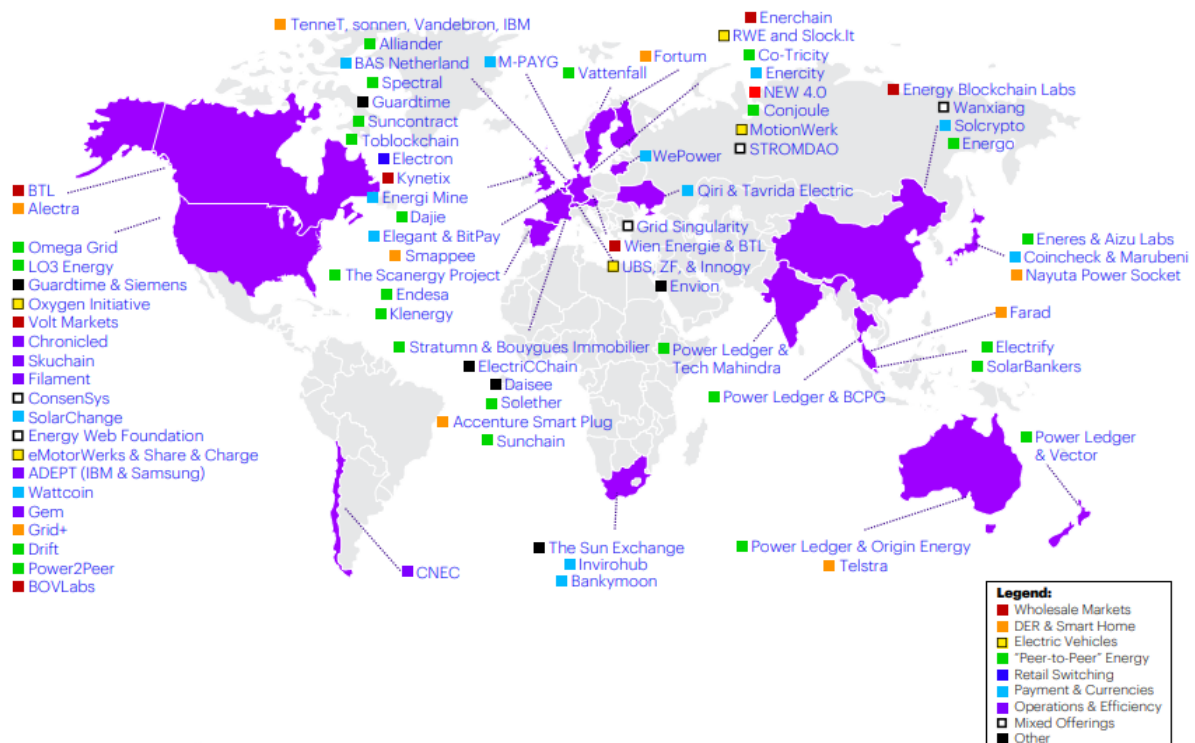 TenneT, sonnen, Vandebron, IBM
Alliander
BAS Netherland
Spectral
Guardtime
Suncontract
Toblockchain
Electron
Kynetix
Energi Mine
Dajie
Elegant & BitPay
Smappee
The Scanergy Project
Endesa
Klenergy
M-PAYG
Vattenfall
Fortum
Enerchain
RWE and Slock.It
Co-Tricity
Enercity
NEW 4.0
Conjoule
MotionWerk
STROMDAO
WePower
Qiri & Tavrida Electric
Grid Singularity
Wien Energie & BTL
UBS, ZF, & Innogy
Envion
Energy Blockchain Labs
Wanxiang
Solcrypto
Energo
BTL
Alectra
Omega Grid
LO3 Energy
Guardtime & Siemens
Oxygen Initiative
Volt Markets
Chronicled
Skuchain
Filament
ConsenSys
SolarChange
Energy Web Foundation
eMotorWerks & Share & Charge
ADEPT (IBM & Samsung)
Wattcoin
Gem
Grid+
Drift
Power2Peer
BOVLabs
Stratumn & Bouygues Immobilier
ElectriCChain
Daisee
Solether
Accenture Smart Plug
Sunchain
Power Ledger &
Tech Mahindra
Power Ledger & BCPG
Eneres & Aizu Labs
Coincheck & Marubeni
Nayuta Power Socket
Farad
Electrify
SolarBankers
Power Ledger
& Vector
Power Ledger & Origin Energy
Telstra
The Sun Exchange
Invirohub
Bankymoon
CNEC
Legend:
Wholesale Markets
DER & Smart Home
Electric Vehicles
"Peer-to-Peer" Energy
Retail Switching
Payment & Currencies
Operations & Efficiency
Mixed Offerings
Other